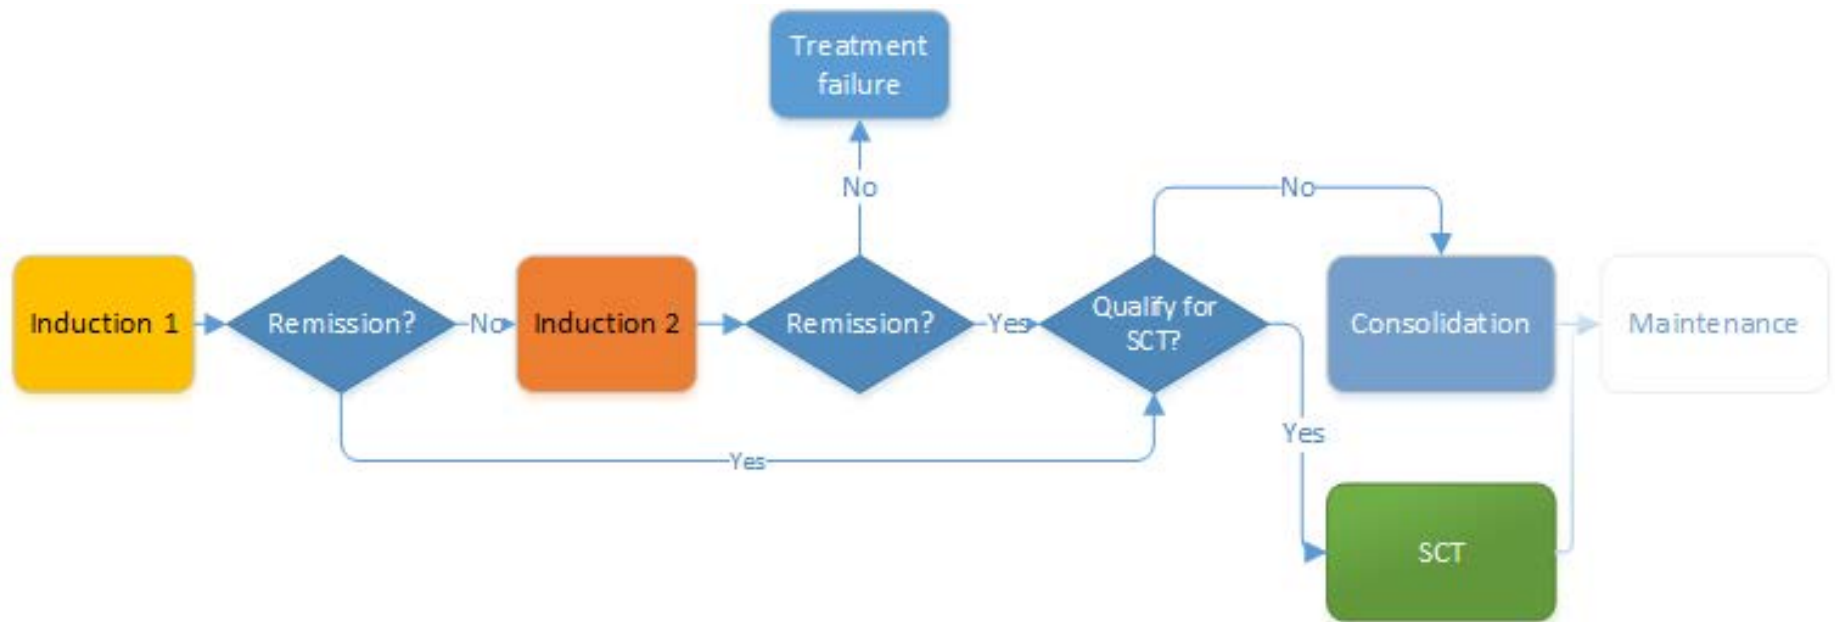 Treatment
failure
No
No
Induction 1
Remission?
No
Induction 2
Remission?
Yes
Qualify for
SCT?
Consolidation
Maintenance
Yes
Yes
SCT